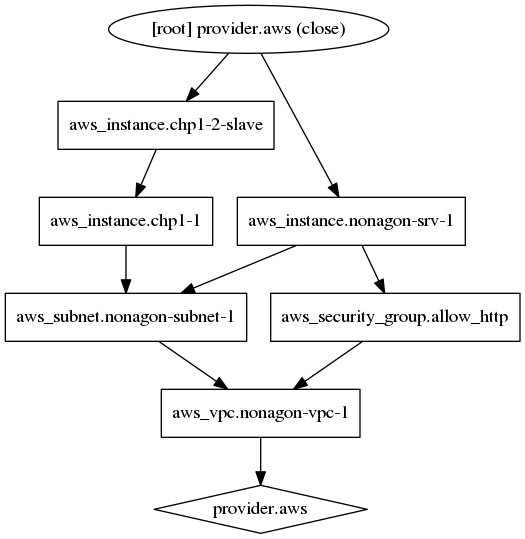 [root] provider.aws (close)
aws_instance.chp1-2-slave
aws_instance.chp1-1
aws_instance.nonagon-srv-1
aws_subnet.nonagon-subnet-1
aws_security_group.allow_http
aws_vpc.nonagon-vpc-1
provider.aws